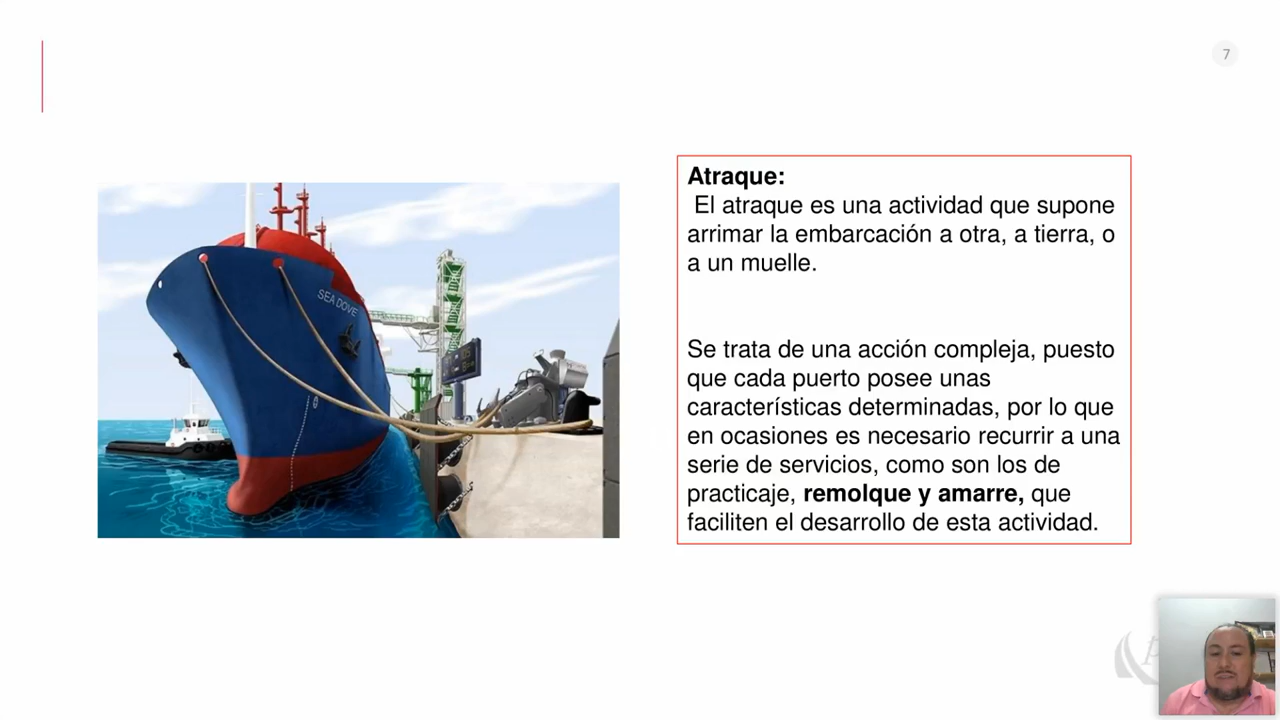 7
Atraque:
El atraque es una actividad que supone
arrimar la embarcación a otra, a tierra, o
a un muelle.
Se trata de una acción compleja, puesto
que cada puerto posee unas
características determinadas, por lo que
en ocasiones es necesario recurrir a una
serie de servicios, como son los de
practicaje, remolque y amarre, que
faciliten el desarrollo de esta actividad.
SEA DOVE